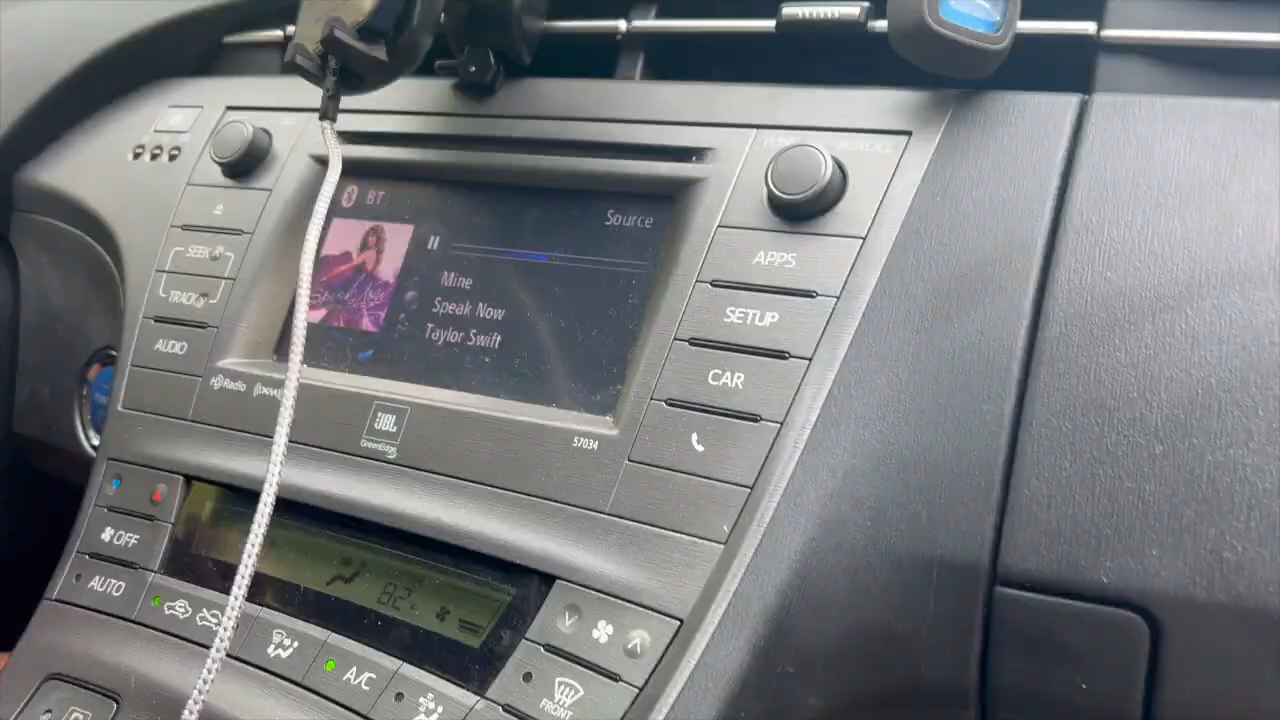 BT
Source
Mine
Speak Now
Taylor Swift
SEEK
TRACK
AUDIO
HD Radio
JBL
GreenEdge
57034
APPS
SETUP
CAR
OFF
AUTO
82
A/C
FRONT